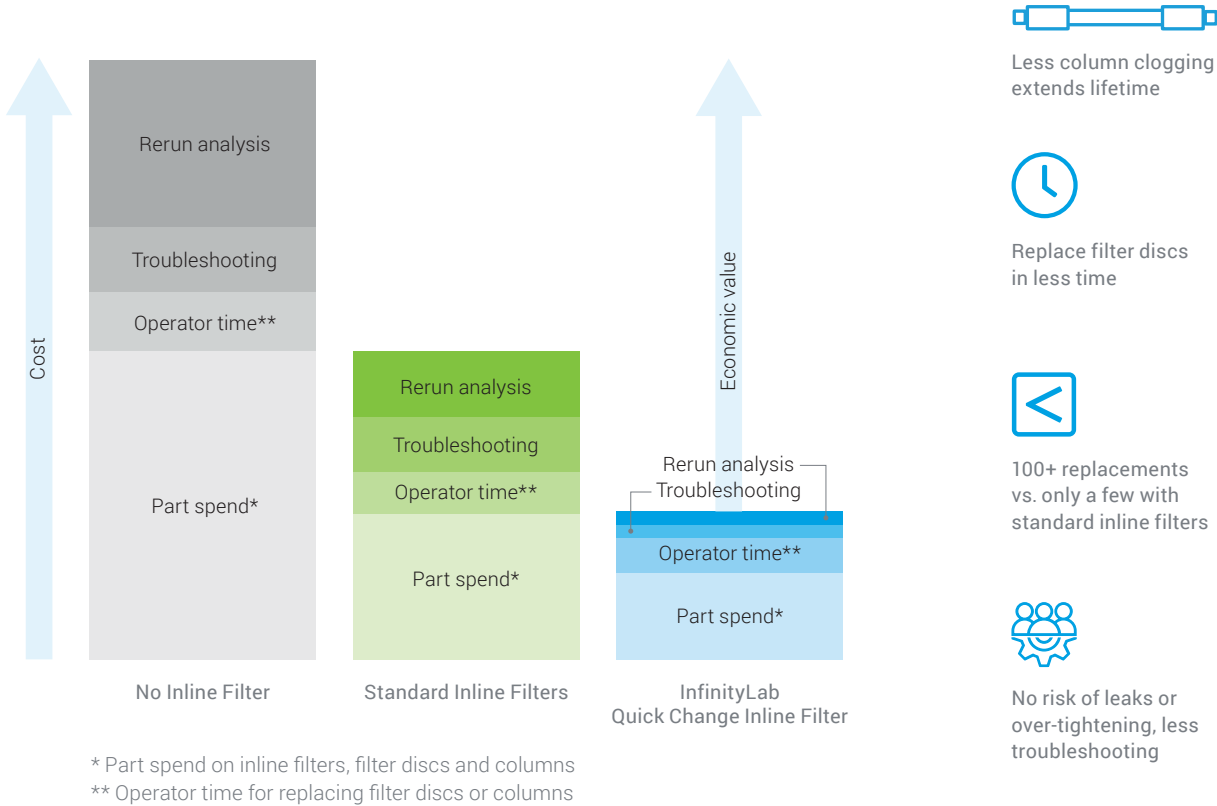 Cost
Rerun analysis
Troubleshooting
Operator time**
Part spend*
No Inline Filter
Rerun analysis
Troubleshooting
Operator time**
Part spend*
Standard Inline Filters
Economic value
Rerun analysis
Troubleshooting
Operator time**
Part spend*
InfinityLab
Quick Change Inline Filter
* Part spend on inline filters, filter discs and columns
** Operator time for replacing filter discs or columns
Less column clogging
extends lifetime
Replace filter discs
in less time
<
100+ replacements
vs. only a few with
standard inline filters
No risk of leaks or
over-tightening, less
troubleshooting